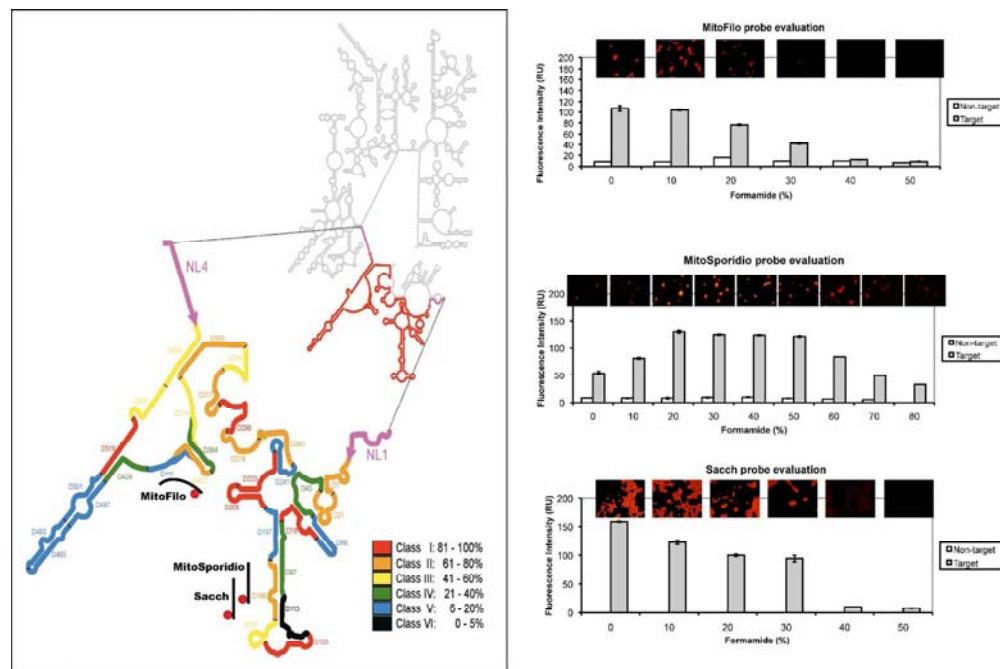 NL4
NL1
MitoFilo
MitoSporidio
Sacch
Class I: 81 - 100%
Class II: 61 - 80%
Class III: 41 - 60%
Class IV: 21 - 40%
Class V: 6 - 20%
Class VI: 0 - 5%
MitoFilo probe evaluation
Fluorescence Intensity (RU)
200
180
160
140
120
100
80
60
40
20
0
0 10 20 30 40 50
Formamide (%)
Non-target
Target
MitoSporidio probe evaluation
Fluorescence Intensity (RU)
200
150
100
50
0
0 10 20 30 40 50 60 70 80
Formamide (%)
Non-target
Target
Sacch probe evaluation
Fluorescence Intensity (RU)
200
150
100
50
0
0 10 20 30 40 50
Formamide (%)
Non-target
Target